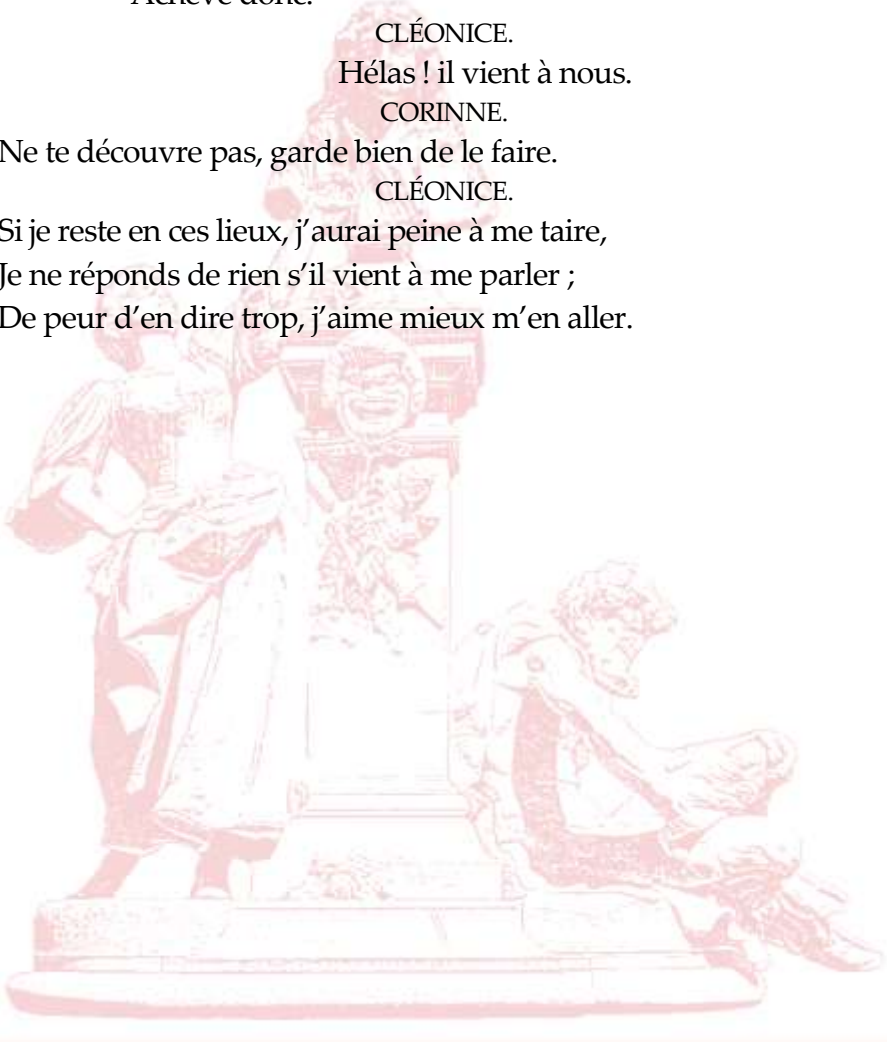 Achève donc.
CLÉONICE.
Hélas ! il vient à nous.
CORINNE.
Ne te découvre pas, garde bien de le faire.
CLÉONICE.
Si je reste en ces lieux, j’aurai peine à me taire,
Je ne réponds de rien s’il vient à me parler ;
De peur d’en dire trop, j’aime mieux m’en aller.